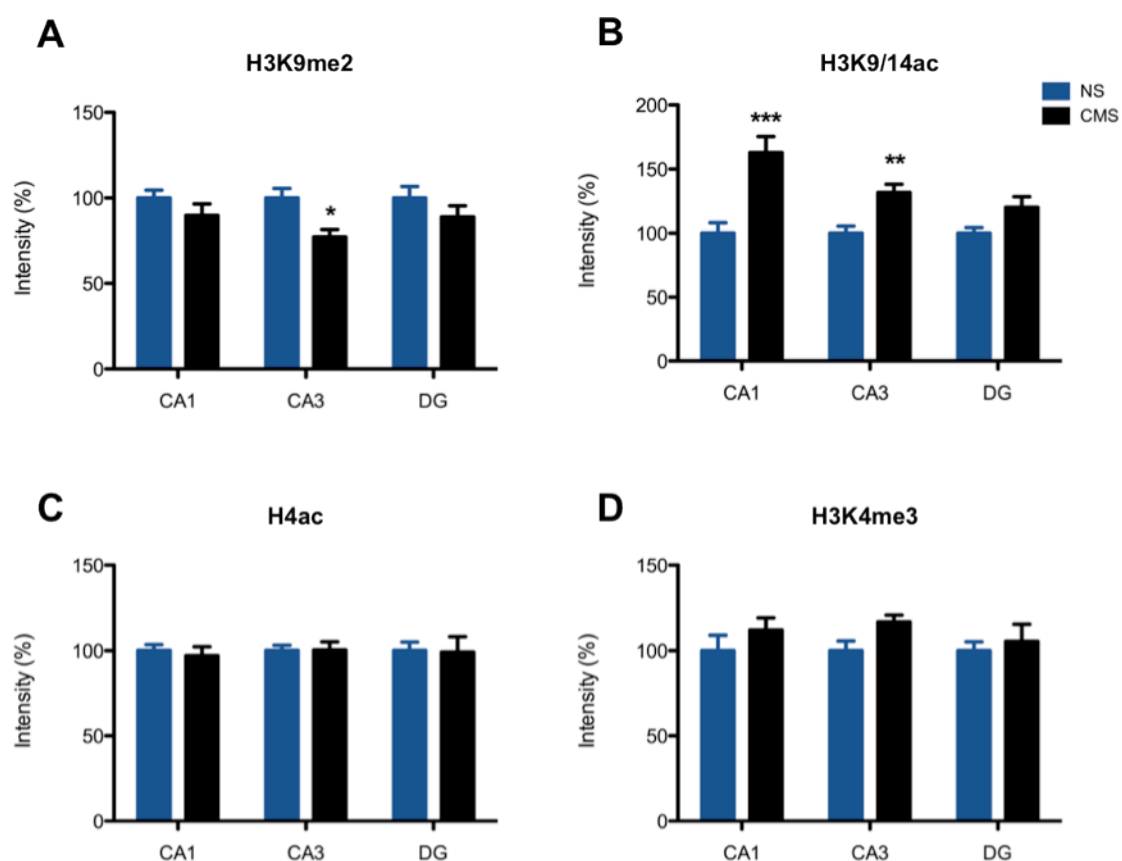 A
H3K9me2
Intensity (%)
150
100
50
0
*
CA1 CA3 DG
B
H3K9/14ac
NS
CMS
Intensity (%)
200
150
100
50
0
***
**
CA1 CA3 DG
C
H4ac
Intensity (%)
150
100
50
0
CA1 CA3 DG
D
H3K4me3
Intensity (%)
150
100
50
0
CA1 CA3 DG